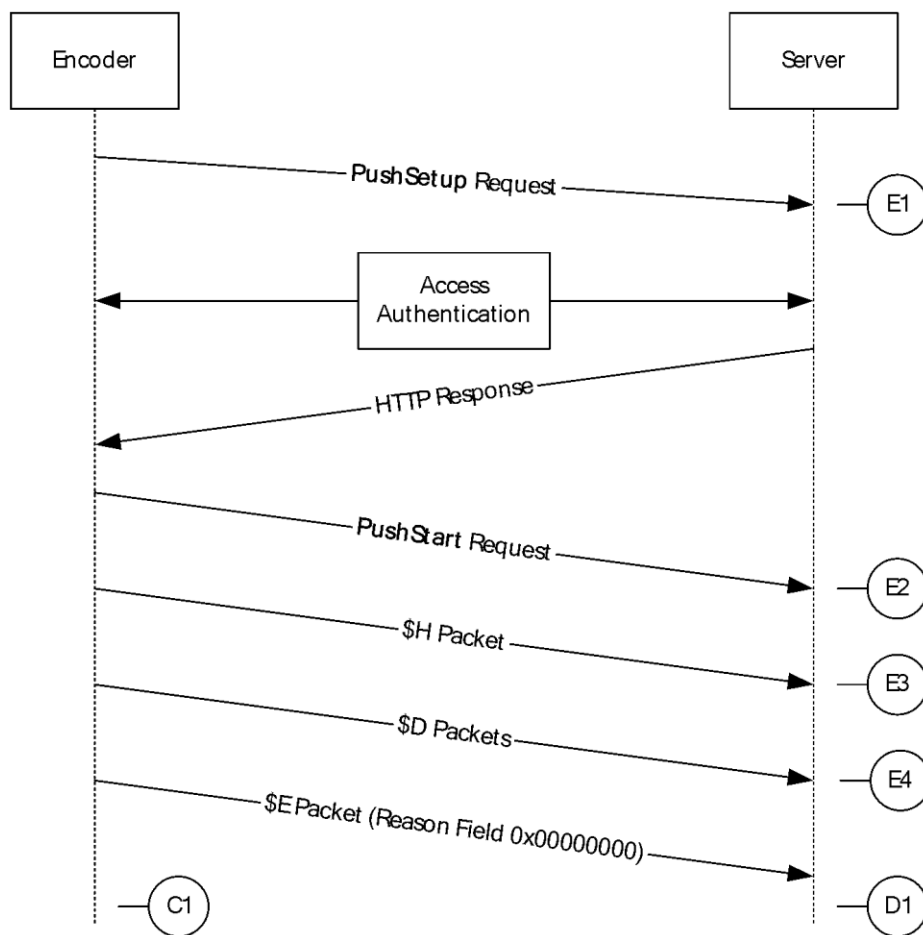 Encoder
Server
PushSetup Request
E1
Access
Authentication
HTTP Response
PushStart Request
E2
$H Packet
E3
$D Packets
E4
$E Packet (Reason Field 0x00000000)
C1
D1